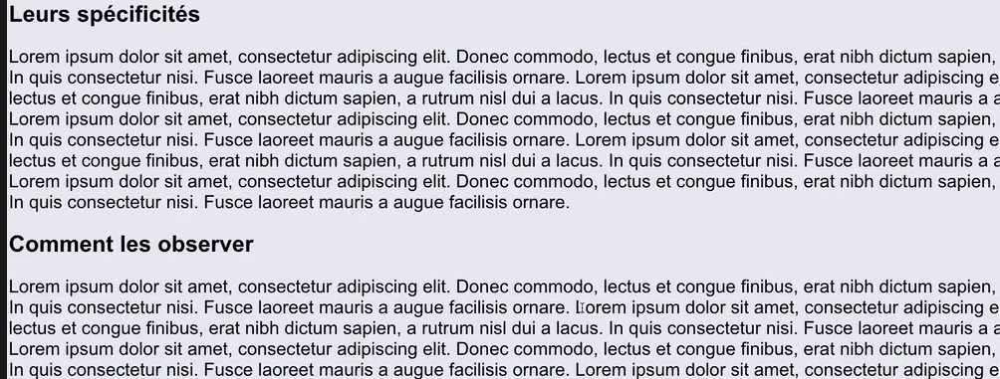 Leurs spécificités
Lorem ipsum dolor sit amet, consectetur adipiscing elit. Donec commodo, lectus et congue finibus, erat nibh dictum sapien,
In quis consectetur nisi. Fusce laoreet mauris a augue facilisis ornare. Lorem ipsum dolor sit amet, consectetur adipiscing e
lectus et congue finibus, erat nibh dictum sapien, a rutrum nisl dui a lacus. In quis consectetur nisi. Fusce laoreet mauris a a
Lorem ipsum dolor sit amet, consectetur adipiscing elit. Donec commodo, lectus et congue finibus, erat nibh dictum sapien,
In quis consectetur nisi. Fusce laoreet mauris a augue facilisis ornare. Lorem ipsum dolor sit amet, consectetur adipiscing e
lectus et congue finibus, erat nibh dictum sapien, a rutrum nisl dui a lacus. In quis consectetur nisi. Fusce laoreet mauris a a
Lorem ipsum dolor sit amet, consectetur adipiscing elit. Donec commodo, lectus et congue finibus, erat nibh dictum sapien,
In quis consectetur nisi. Fusce laoreet mauris a augue facilisis ornare.
Comment les observer
Lorem ipsum dolor sit amet, consectetur adipiscing elit. Donec commodo, lectus et congue finibus, erat nibh dictum sapien,
In quis consectetur nisi. Fusce laoreet mauris a augue facilisis ornare. Lorem ipsum dolor sit amet, consectetur adipiscing e
lectus et congue finibus, erat nibh dictum sapien, a rutrum nisl dui a lacus. In quis consectetur nisi. Fusce laoreet mauris a a
Lorem ipsum dolor sit amet, consectetur adipiscing elit. Donec commodo, lectus et congue finibus, erat nibh dictum sapien,
In quis consectetur nisi. Fusce laoreet mauris a augue facilisis ornare. Lorem ipsum dolor sit amet, consectetur adipiscing e